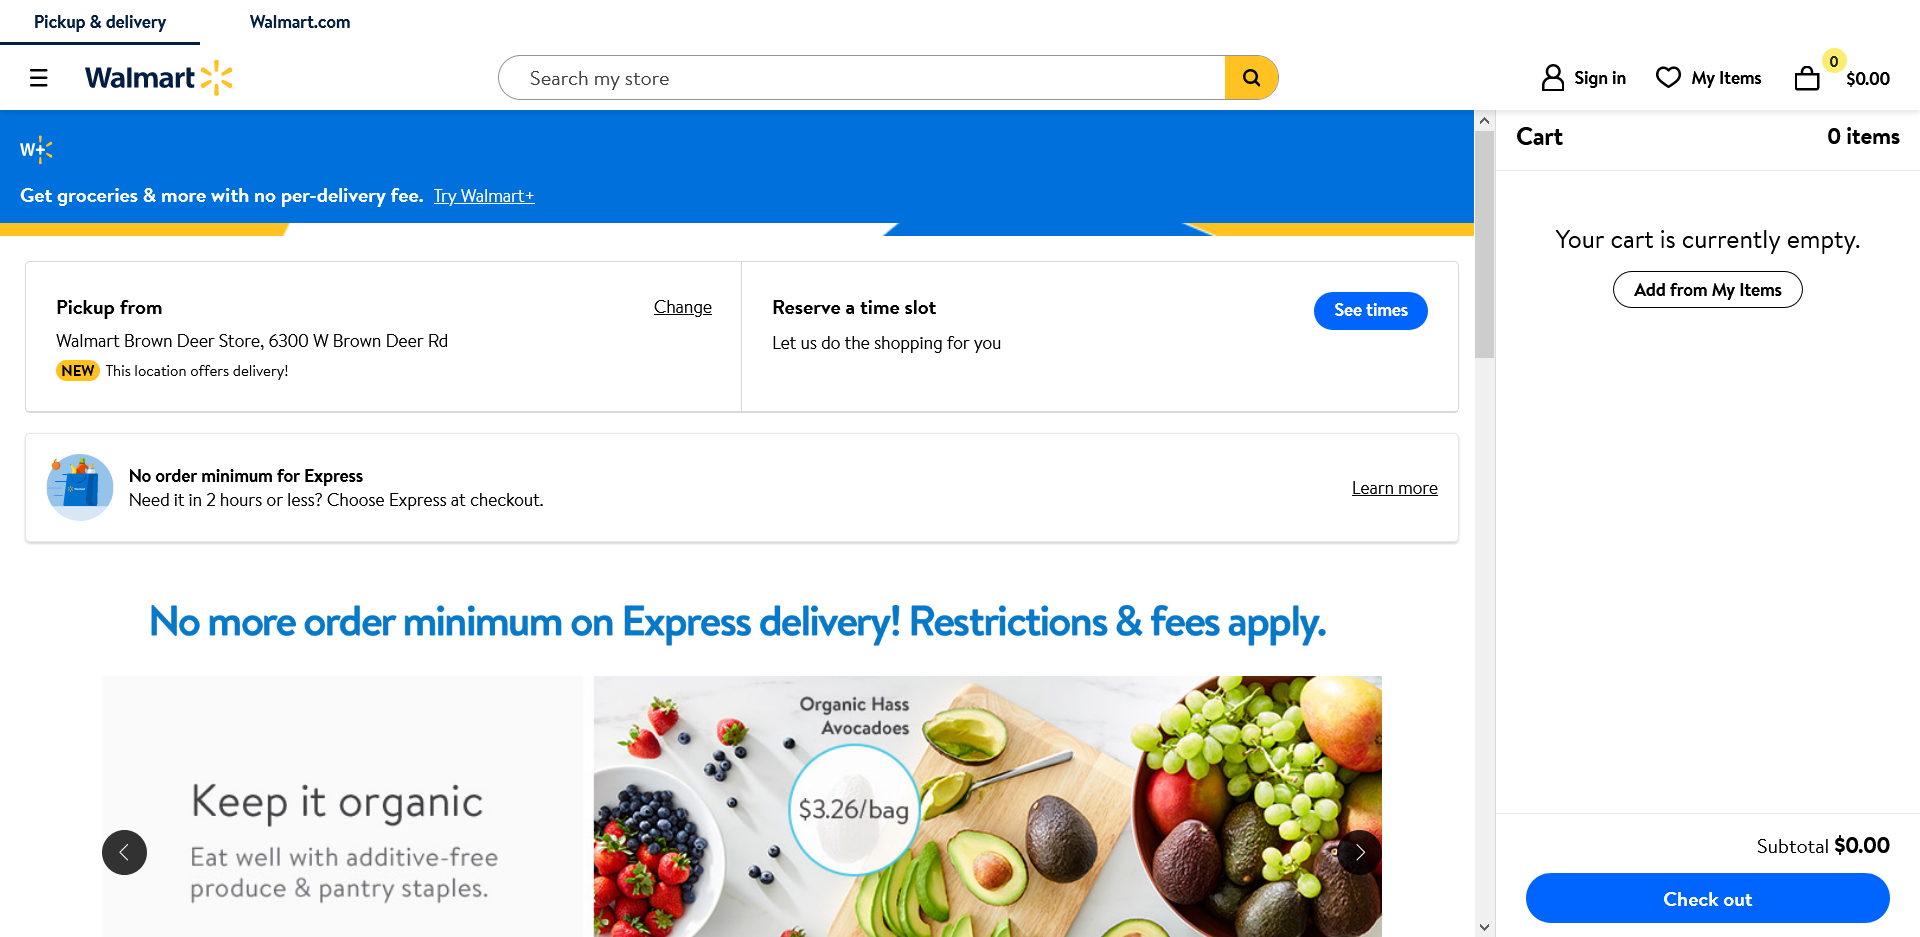 Pickup & delivery
Walmart.com
Walmart
Search my store
Sign in
My Items
0
$0.00
W+
Get groceries & more with no per-delivery fee. Try Walmart+
Pickup from
Change
Walmart Brown Deer Store, 6300 W Brown Deer Rd
NEW This location offers delivery!
Reserve a time slot
Let us do the shopping for you
See times
No order minimum for Express
Need it in 2 hours or less? Choose Express at checkout.
Learn more
No more order minimum on Express delivery! Restrictions & fees apply.
Keep it organic
Eat well with additive-free
produce & pantry staples.
Organic Hass
Avocadoes
$3.26/bag
Cart
0 items
Your cart is currently empty.
Add from My Items
Subtotal $0.00
Check out